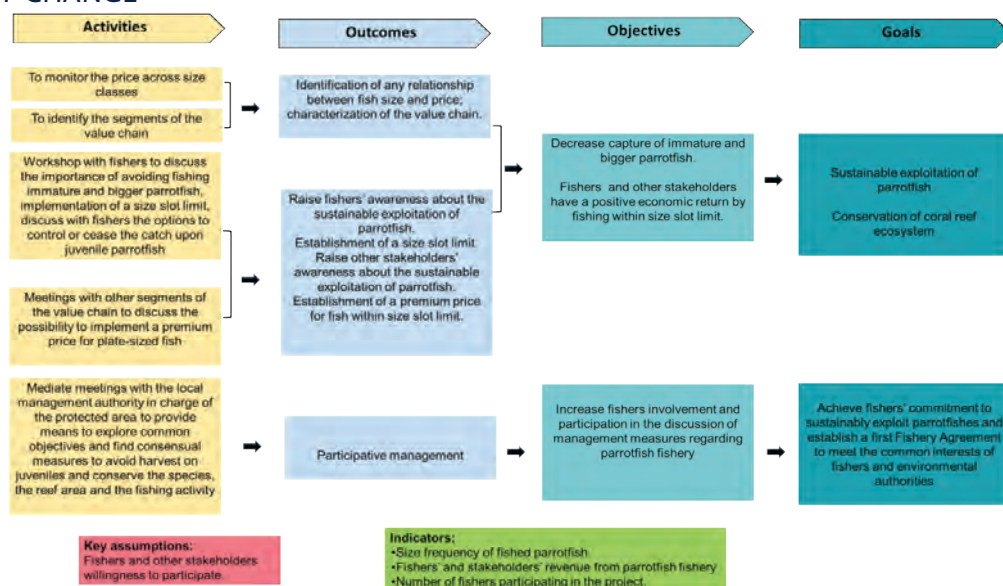 CHANGE
Activities
Outcomes
Objectives
Goals
To monitor the price across size
classes
To identify the segments of the
value chain
Workshop with fishers to discuss
the importance of avoiding fishing
immature and bigger parrotfish,
implementation of a size slot limit,
discuss with fishers the options to
control or cease the catch upon
juvenile parrotfish
Meetings with other segments of
the value chain to discuss the
possibility to implement a premium
price for plate-sized fish
Mediate meetings with the local
management authority in charge of
the protected area to provide
means to explore common
objectives and find consensual
measures to avoid harvest on
juveniles and conserve the species,
the reef area and the fishing activity
Identification of any relationship
between fish size and price;
characterization of the value chain.
Raise fishers' awareness about the
sustainable exploitation of
parrotfish.
Establishment of a size slot limit
Raise other stakeholders'
awareness about the sustainable
exploitation of parrotfish.
Establishment of a premium price
for fish within size slot limit.
Participative management
Decrease capture of immature and
bigger parrotfish.
Fishers and other stakeholders
have a positive economic return by
fishing within size slot limit.
Increase fishers involvement and
participation in the discussion of
management measures regarding
parrotfish fishery
Sustainable exploitation of
parrotfish
Conservation of coral reef
ecosystem
Achieve fishers' commitment to
sustainably exploit parrotfishes and
establish a first Fishery Agreement
to meet the common interests of
fishers and environmental
authorities
Key assumptions:
Fishers and other stakeholders
willingness to participate.
Indicators:
•Size frequency of fished parrotfish
•Fishers' and stakeholders' revenue from parrotfish fishery
•Number of fishers participating in the project.